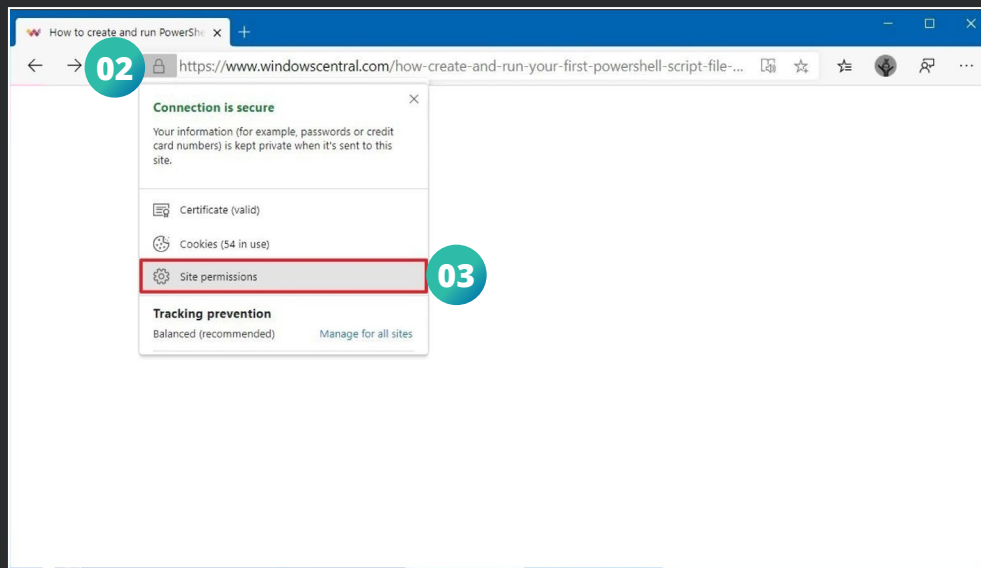 How to create and run PowerShe
02
https://www.windowscentral.com/how-create-and-run-your-first-powershell-script-file-...
Connection is secure
Your information (for example, passwords or credit
card numbers) is kept private when it's sent to this
site.
Certificate (valid)
Cookies (54 in use)
Site permissions
03
Tracking prevention
Balanced (recommended) Manage for all sites